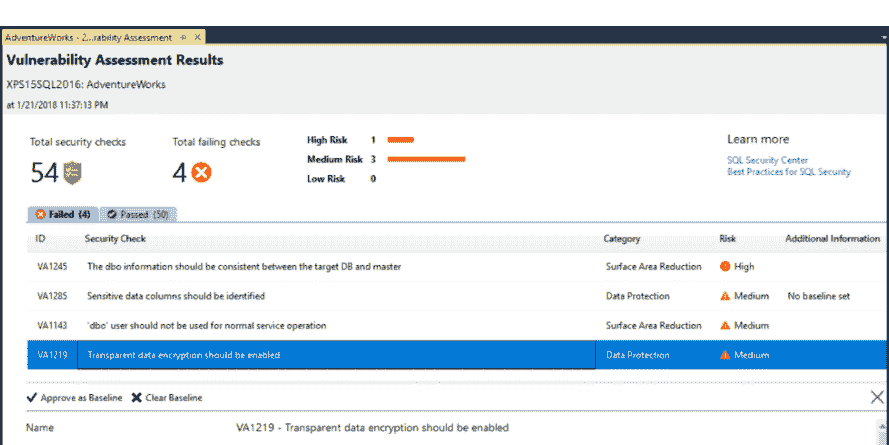 AdventureWorks - 2...rability Assessment
Vulnerability Assessment Results
XPS15SQL2016: AdventureWorks
at 1/21/2018 11:37:13 PM
Total security checks
54
Total failing checks
4
High Risk 1
Medium Risk 3
Low Risk 0
Learn more
SQL Security Center
Best Practices for SQL Security
Failed (4) Passed (50)
ID Security Check Category Risk Additional Information
VA1245 The dbo information should be consistent between the target DB and master Surface Area Reduction High
VA1285 Sensitive data columns should be identified Data Protection Medium No baseline set
VA1143 'dbo' user should not be used for normal service operation Surface Area Reduction Medium
VA1219 Transparent data encryption should be enabled Data Protection Medium
Approve as Baseline Clear Baseline
Name VA1219 - Transparent data encryption should be enabled